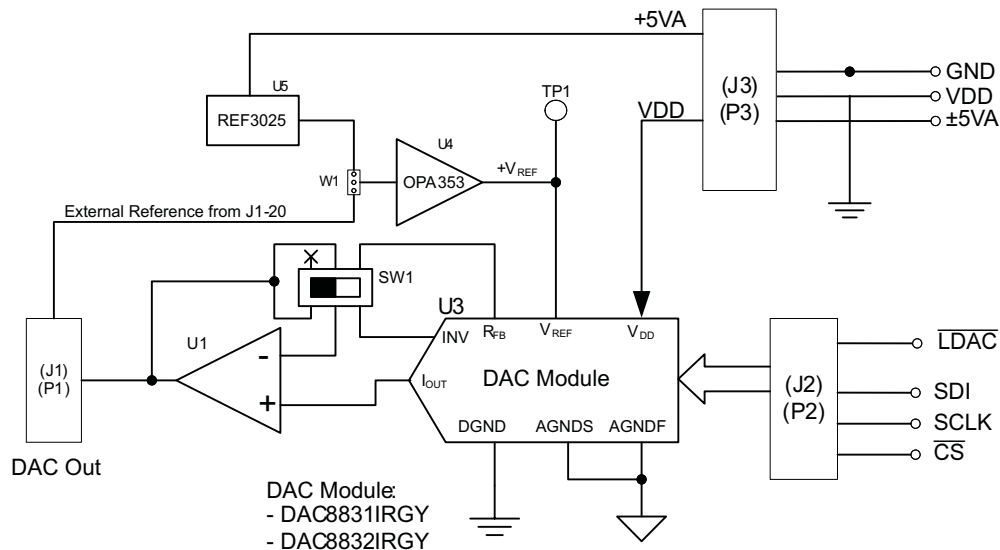 +5VA
U5
REF3025
TP1
VDD
(J3)
(P3)
GND
VDD
±5VA
W1
U4
OPA353
+VREF
External Reference from J1-20
SW1
U3
INV
RFB
VREF
VDD
U1
-
+
IOUT
DAC Module
DGND
AGNDS
AGNDF
(J1)
(P1)
DAC Out
(J2)
(P2)
LDAC
SDI
SCLK
CS
DAC Module:
- DAC8831IRGY
- DAC8832IRGY